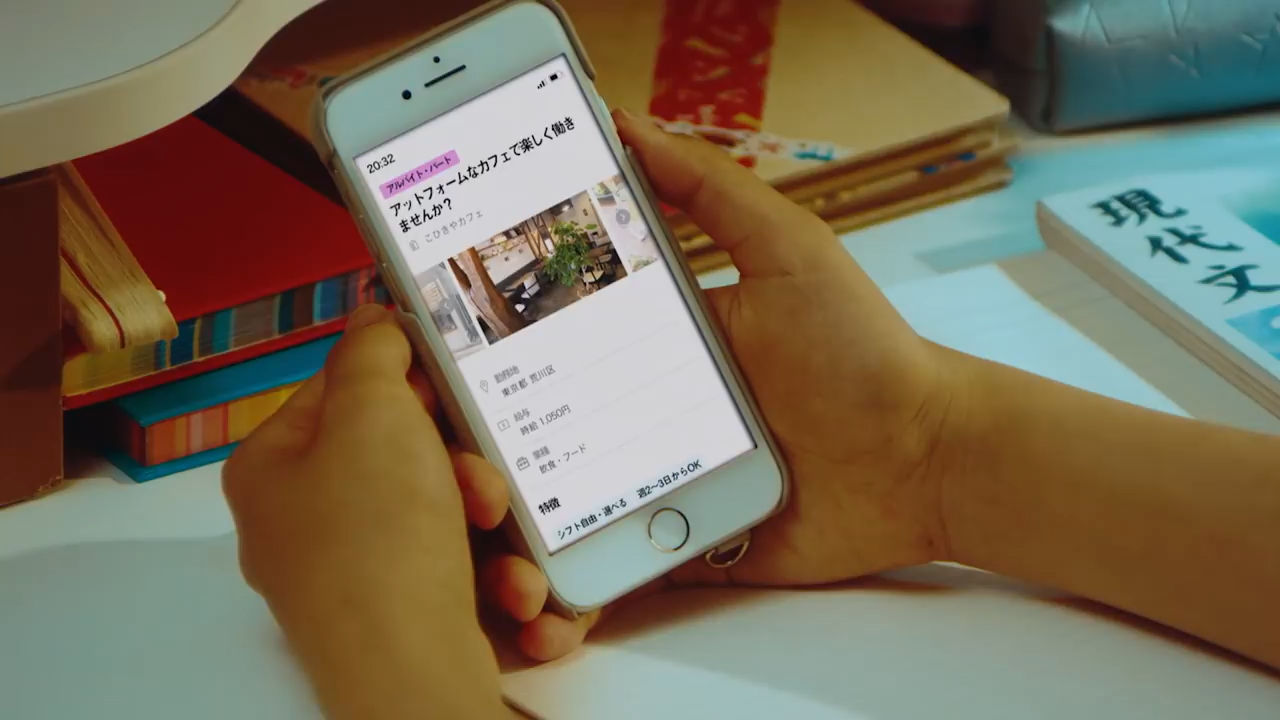 20:32
アルバイト・パート
アットフォームなカフェで楽しく働き
ませんか？
こひきやカフェ
勤務地
東京都 荒川区
給与
時給 1,050円
業種
飲食・フード
特徴
シフト自由・選べる 週2〜3日からOK
現代文